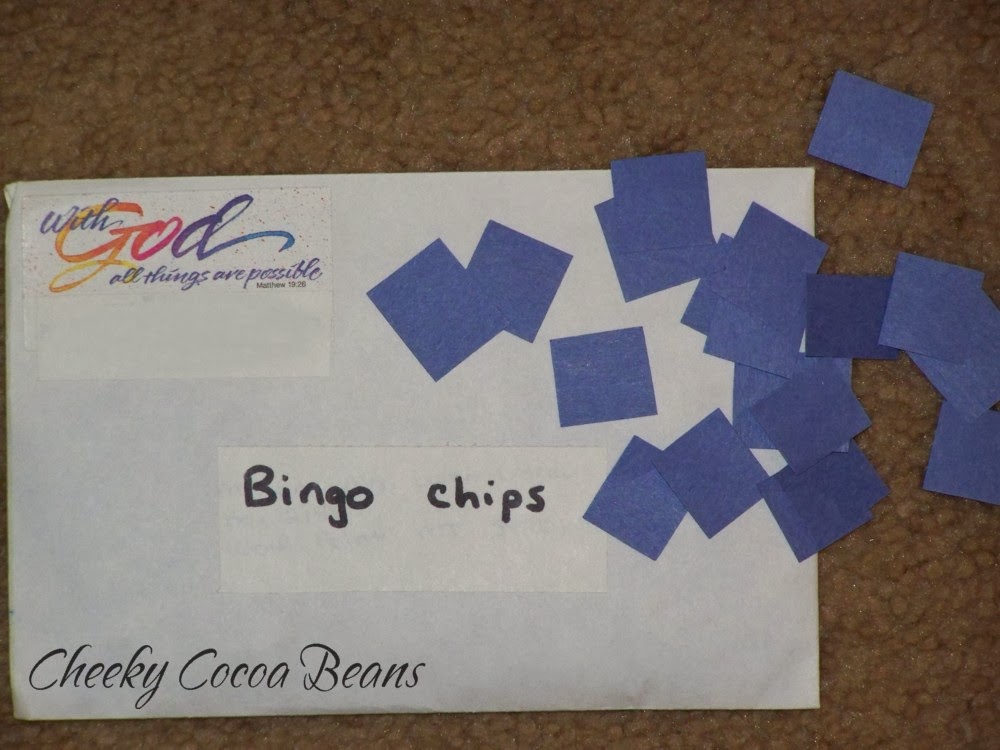 with God
all things are possible
Matthew 19:26
Bingo chips
Cheeky Cocoa Beans